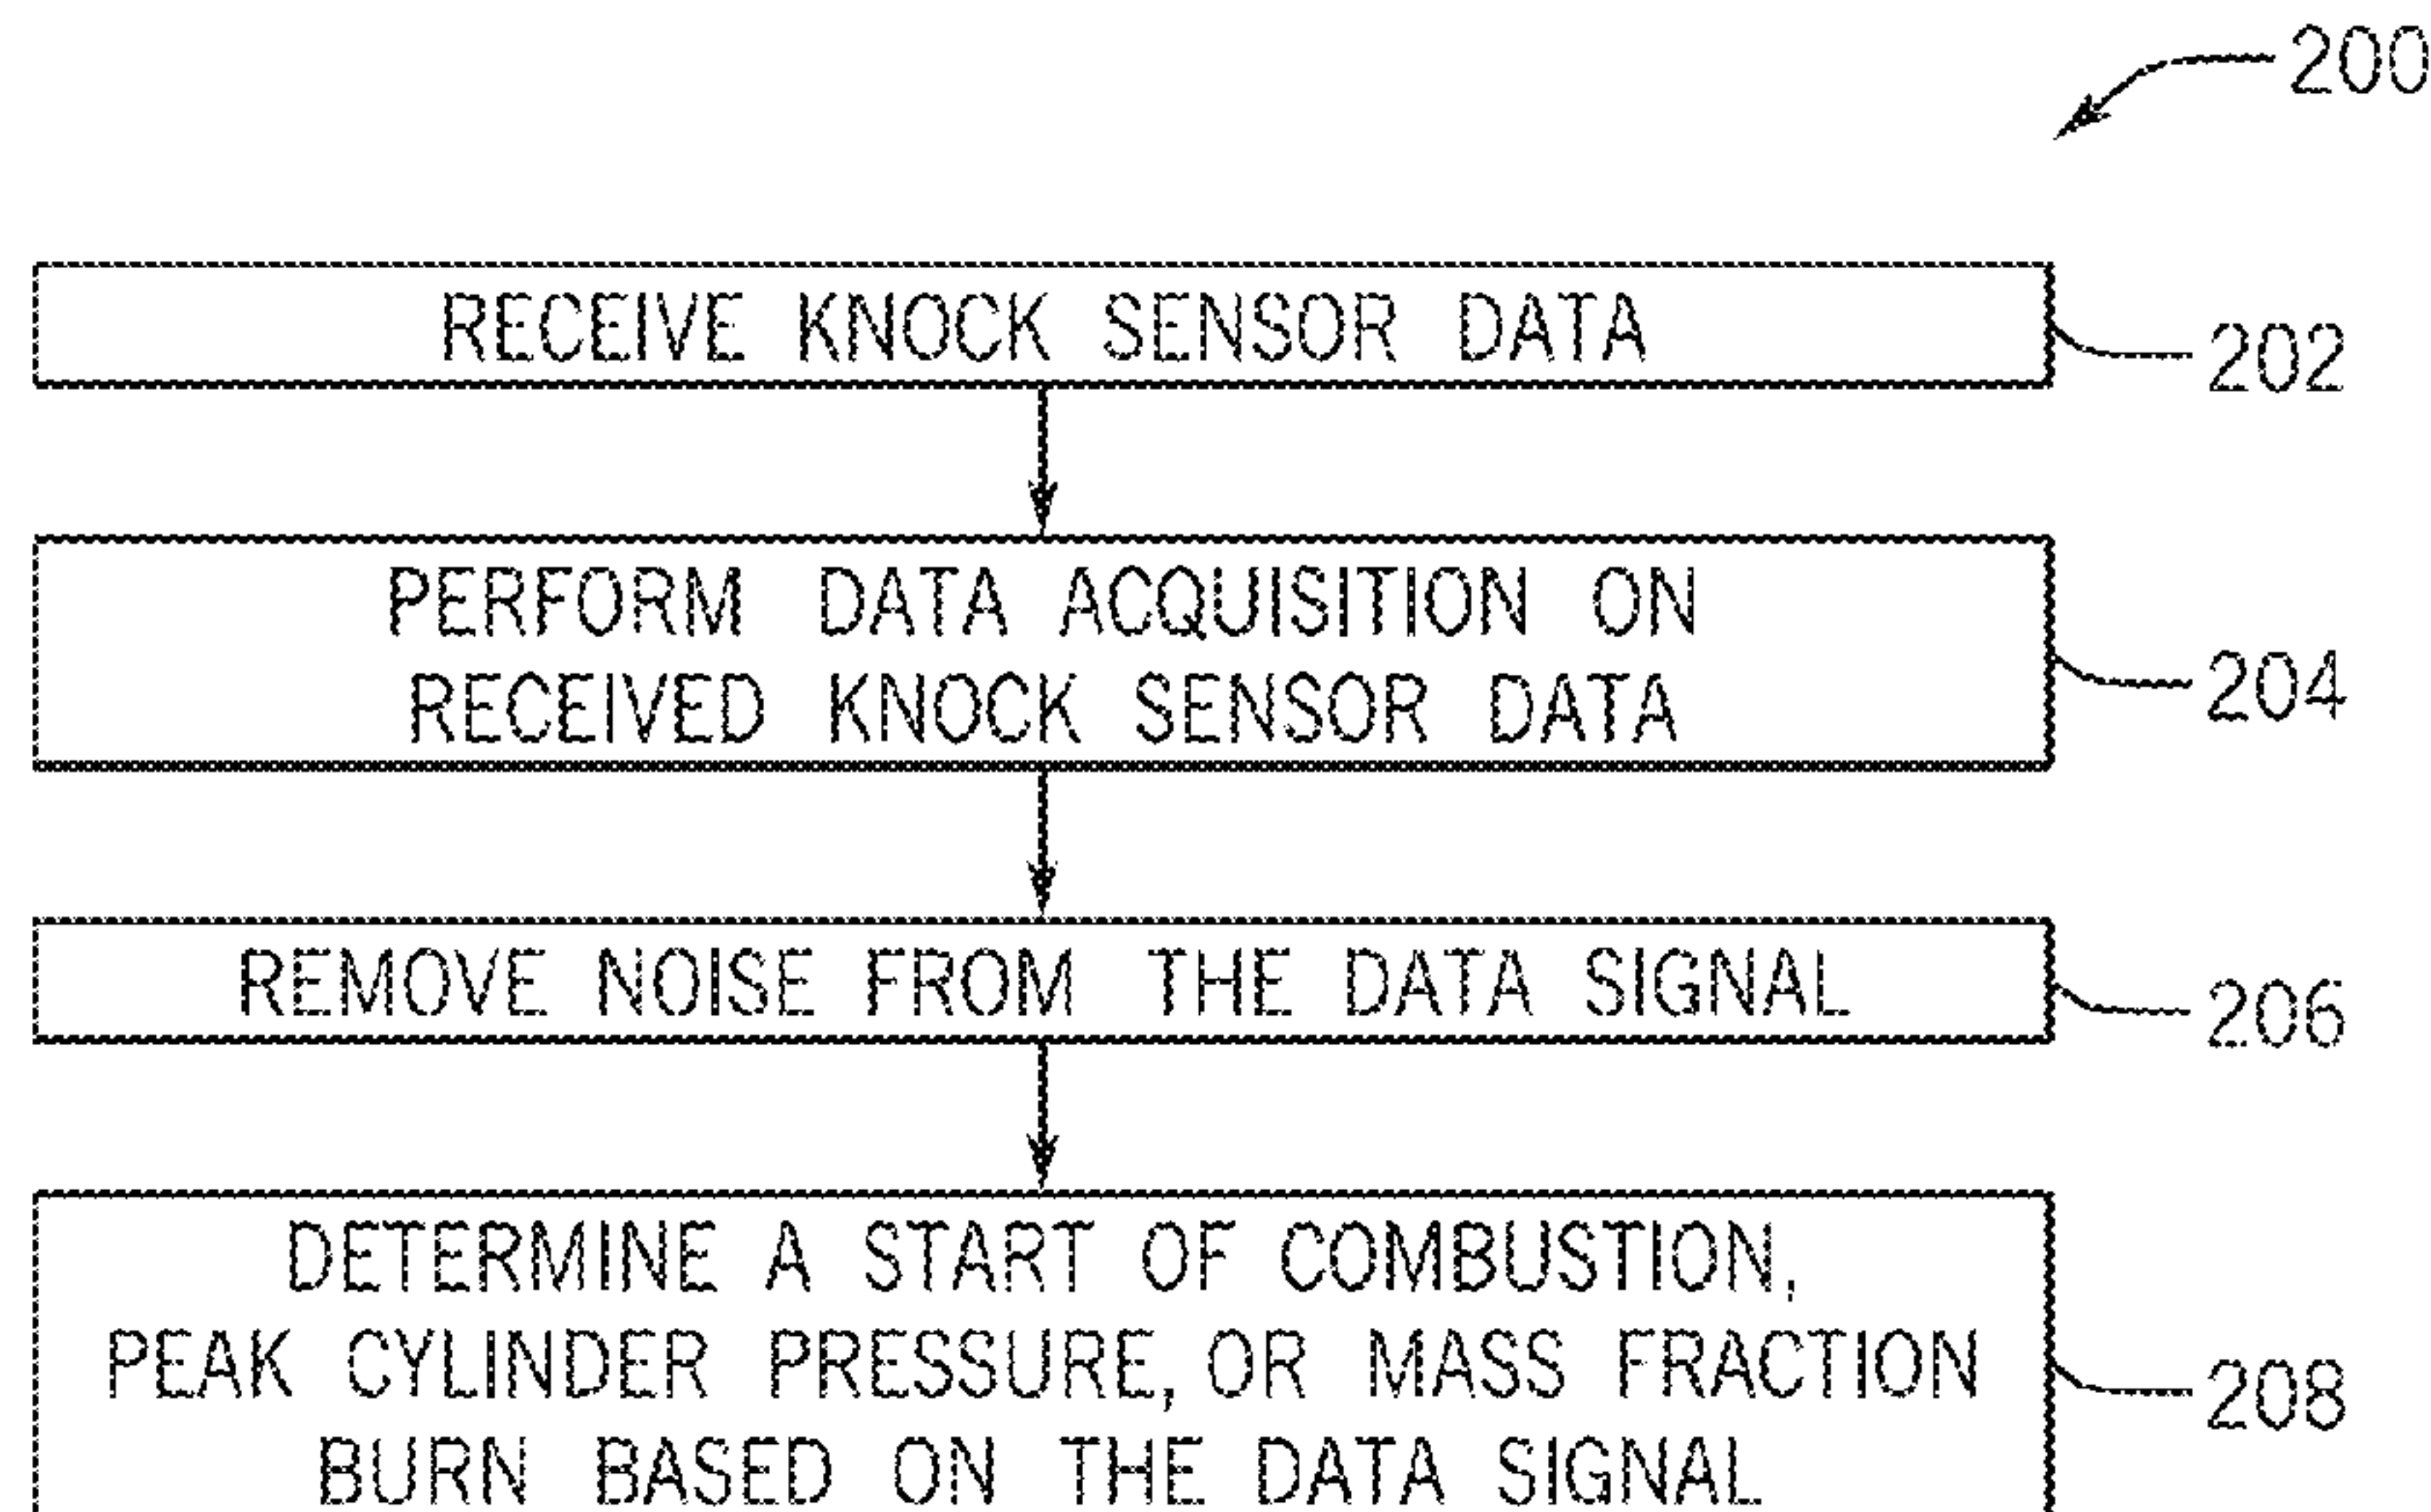 200
RECEIVE KNOCK SENSOR DATA
202
PERFORM DATA ACQUISITION ON
RECEIVED KNOCK SENSOR DATA
204
REMOVE NOISE FROM THE DATA SIGNAL
206
DETERMINE A START OF COMBUSTION,
PEAK CYLINDER PRESSURE, OR MASS FRACTION
BURN BASED ON THE DATA SIGNAL
208